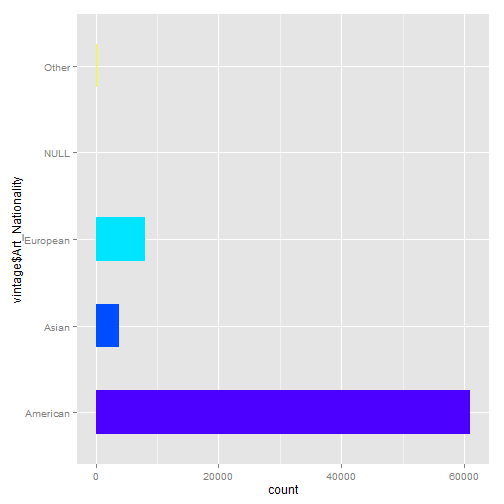 Other
NULL
European
Asian
American
vintage$Art_Nationality
0
20000
40000
60000
count